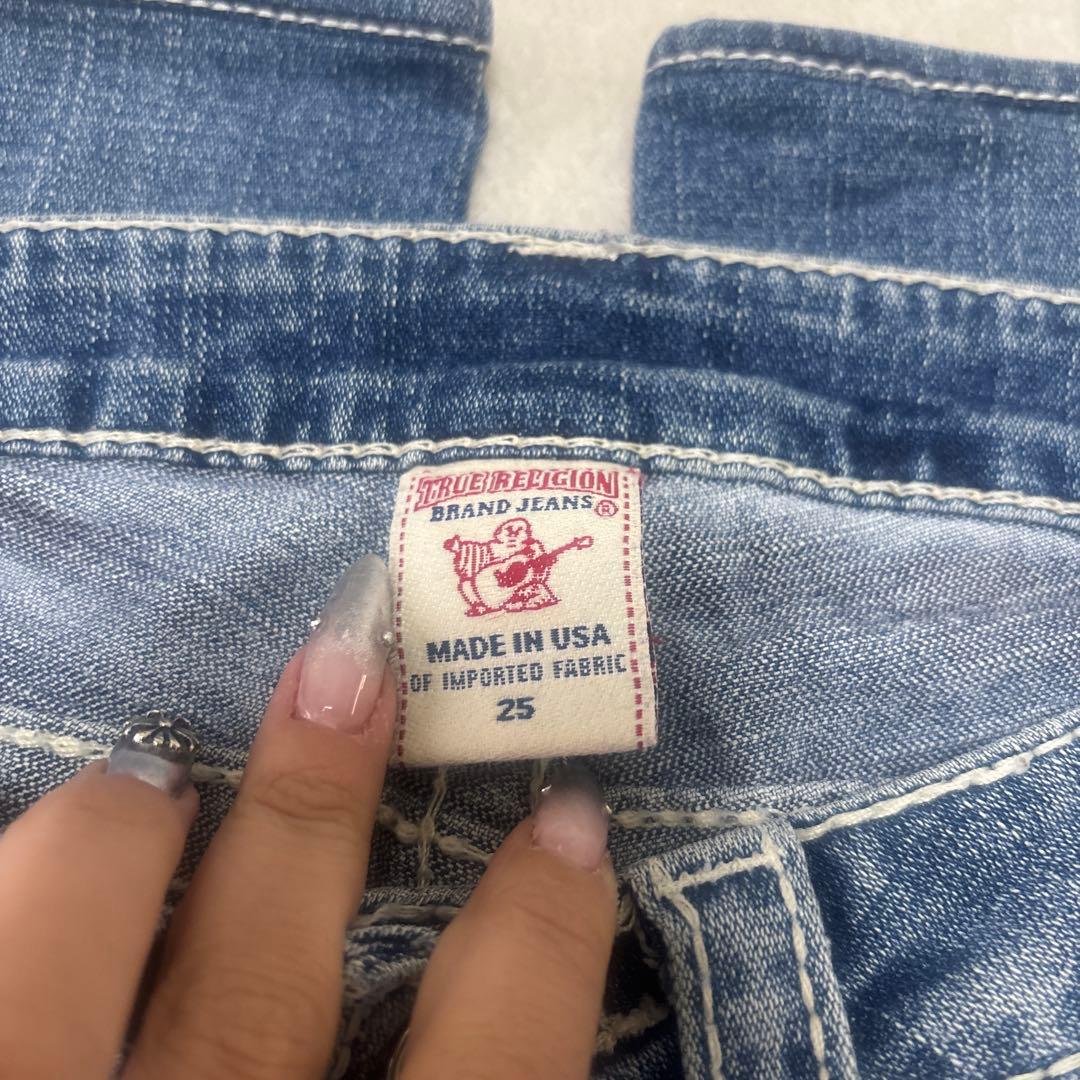 TRUE RELIGION
BRAND JEANS®
MADE IN USA
OF IMPORTED FABRIC
25